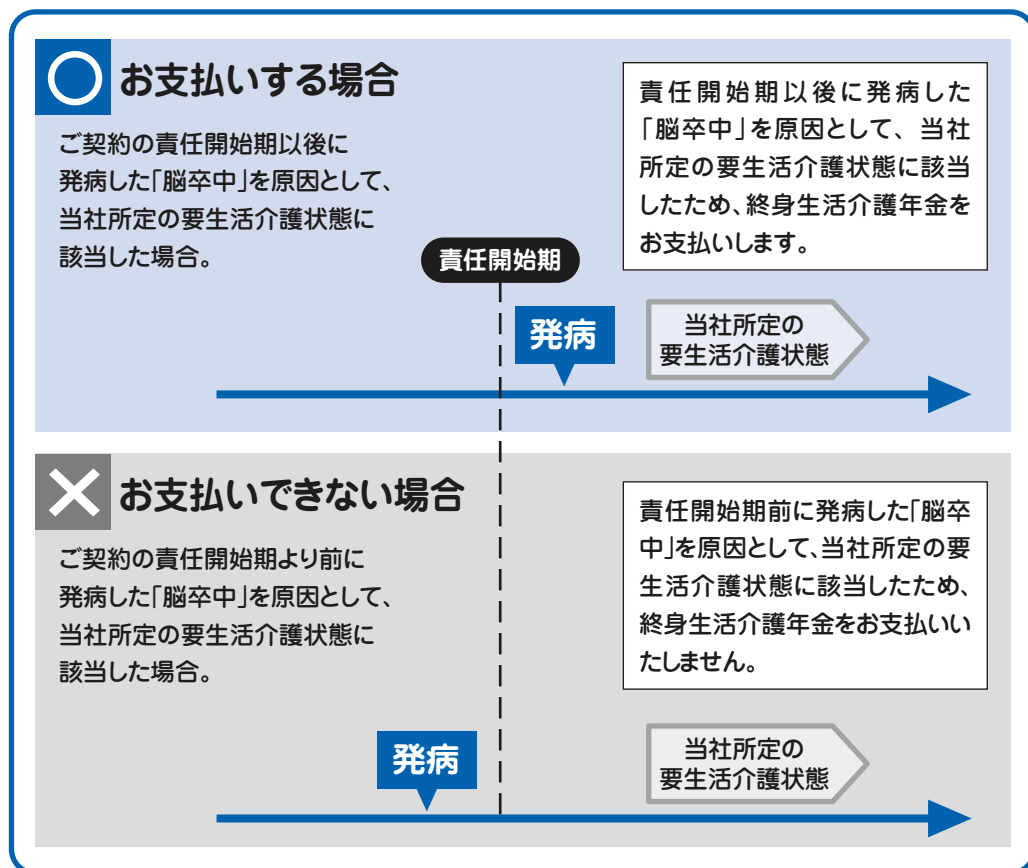 お支払いする場合
ご契約の責任開始期以後に
発病した「脳卒中」を原因として、
当社所定の要生活介護状態に
該当した場合。
責任開始期以後に発病した
「脳卒中」を原因として、当社
所定の要生活介護状態に該当
したため、終身生活介護年金を
お支払いします。
責任開始期
発病
当社所定の
要生活介護状態
お支払いできない場合
ご契約の責任開始期より前に
発病した「脳卒中」を原因として、
当社所定の要生活介護状態に
該当した場合。
責任開始期前に発病した「脳卒
中」を原因として、当社所定の要
生活介護状態に該当したため、
終身生活介護年金をお支払いい
たしません。
発病
当社所定の
要生活介護状態